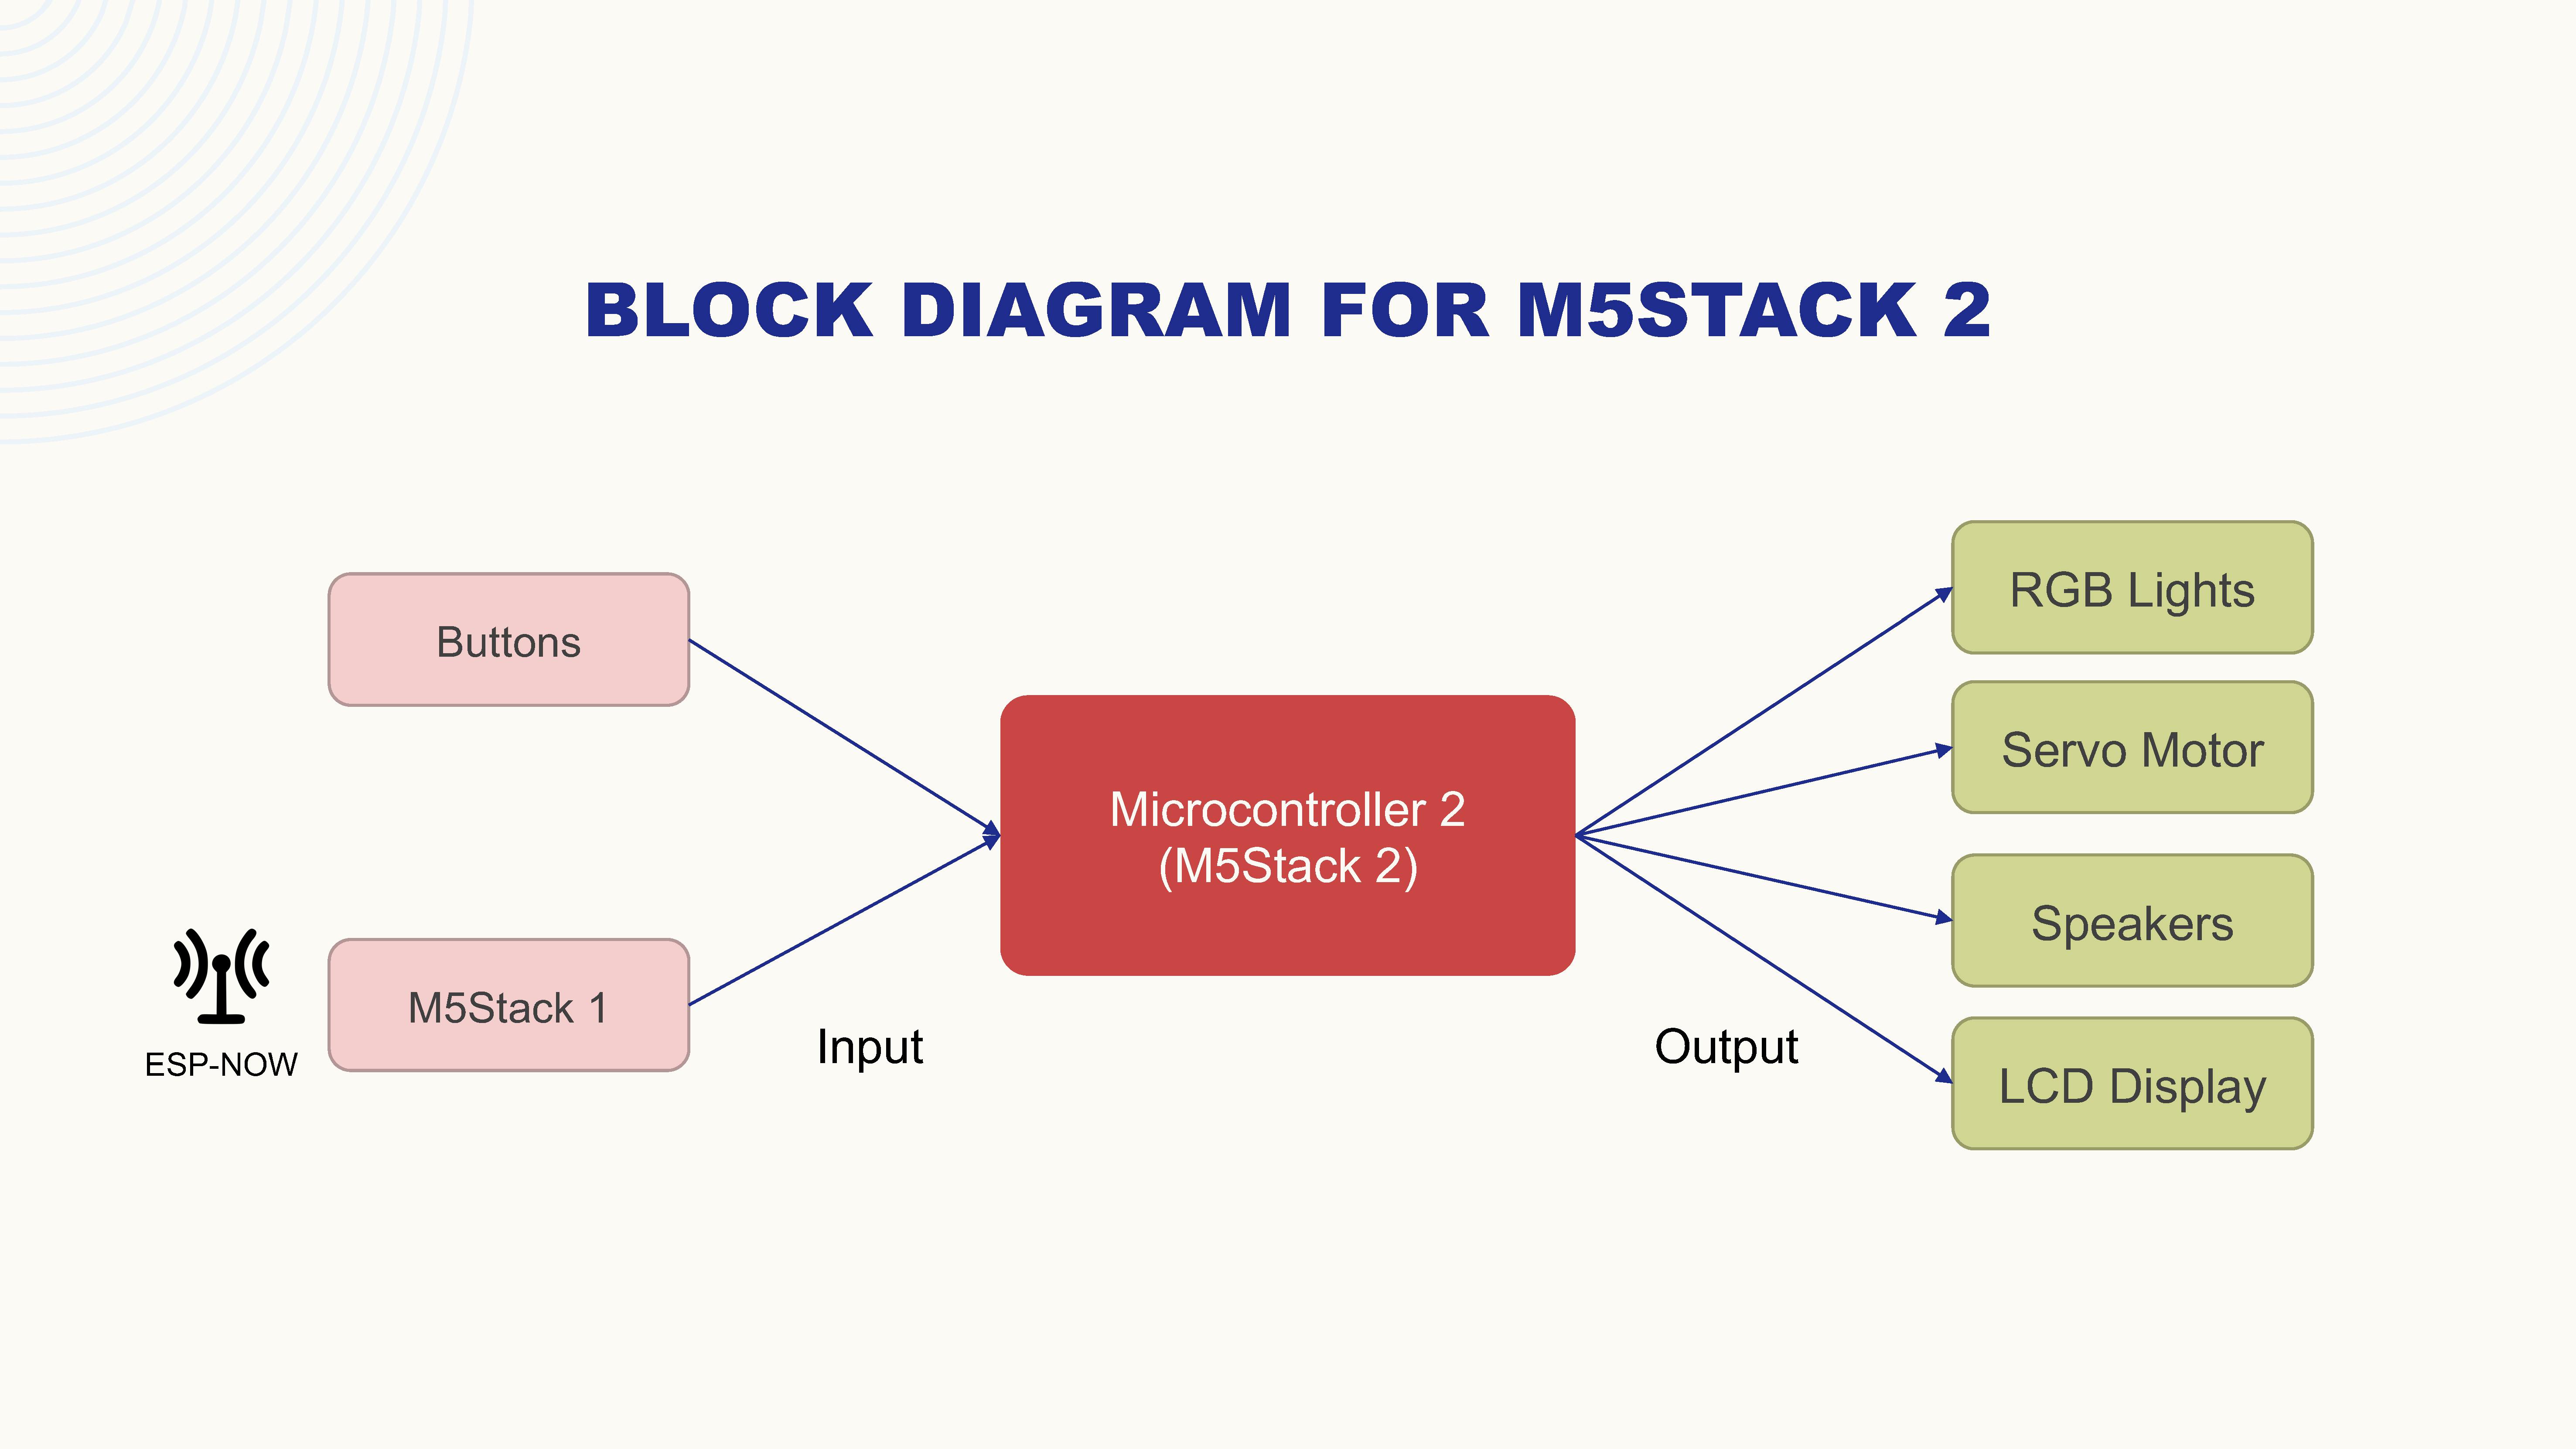 BLOCK DIAGRAM FOR M5STACK 2
Buttons
M5Stack 1
ESP-NOW
Input
Microcontroller 2
(M5Stack 2)
Output
RGB Lights
Servo Motor
Speakers
LCD Display